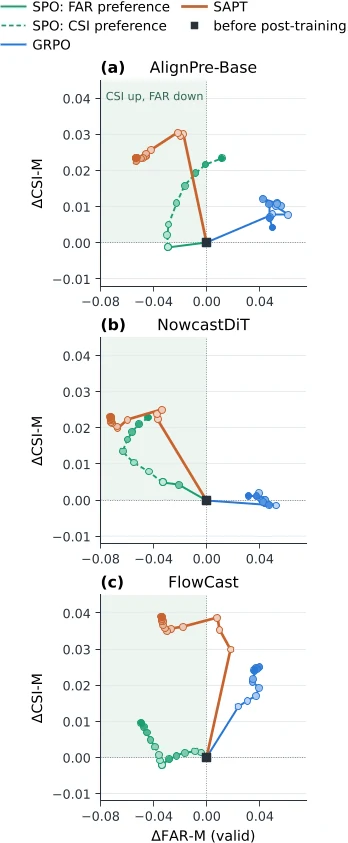 SPO: FAR preference
SAPT
SPO: CSI preference
before post-training
GRPO
(a) AlignPre-Base
CSI up, FAR down
0.04
0.03
0.02
0.01
0.00
−0.01
ΔCSI-M
−0.08 −0.04 0.00 0.04
(b) NowcastDiT
0.04
0.03
0.02
0.01
0.00
−0.01
ΔCSI-M
−0.08 −0.04 0.00 0.04
(c) FlowCast
0.04
0.03
0.02
0.01
0.00
−0.01
ΔCSI-M
−0.08 −0.04 0.00 0.04
ΔFAR-M (valid)